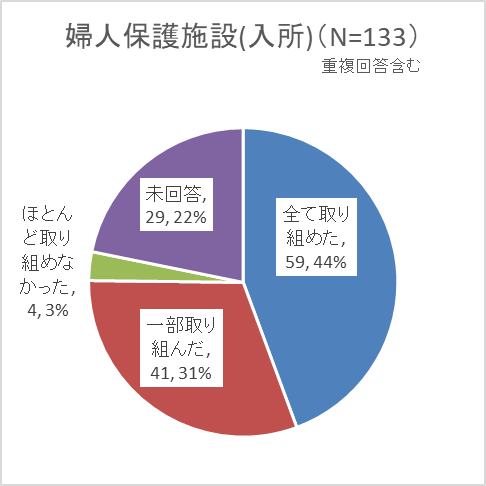 婦人保護施設(入所)（N=133）
重複回答含む
全て取り
組めた,
59, 44%
一部取り
組んだ,
41, 31%
ほとん
ど取り
組めな
かった,
4, 3%
未回答,
29, 22%